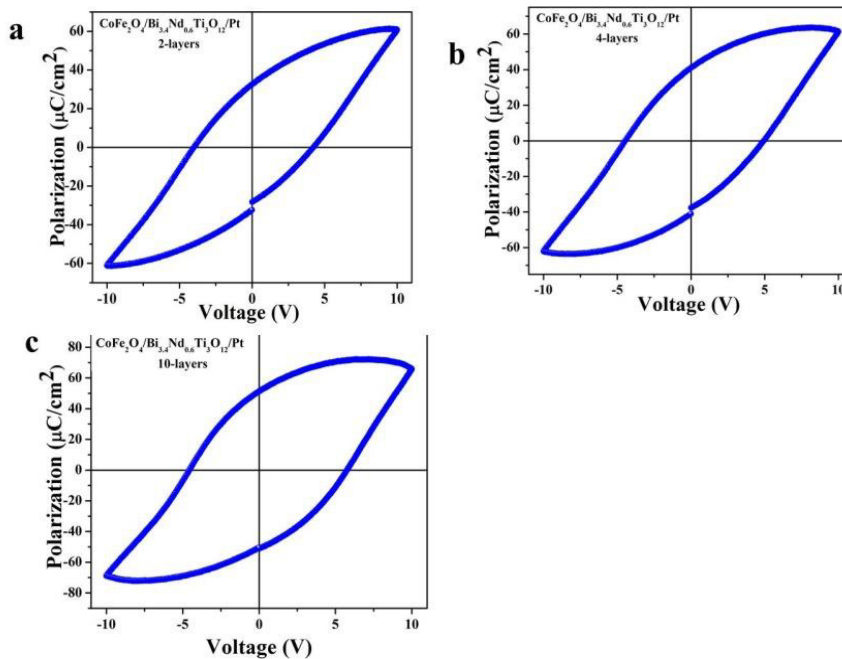 a
CoFe₂O₄/Bi₃.₄Nd₀.₆Ti₃O₁₂/Pt
2-layers
Polarization (μC/cm²)
60
40
20
0
-20
-40
-60
-10 -5 0 5 10
Voltage (V)
b
CoFe₂O₄/Bi₃.₄Nd₀.₆Ti₃O₁₂/Pt
4-layers
Polarization (μC/cm²)
60
40
20
0
-20
-40
-60
-10 -5 0 5 10
Voltage (V)
c
CoFe₂O₄/Bi₃.₄Nd₀.₆Ti₃O₁₂/Pt
10-layers
Polarization (μC/cm²)
80
60
40
20
0
-20
-40
-60
-80
-10 -5 0 5 10
Voltage (V)